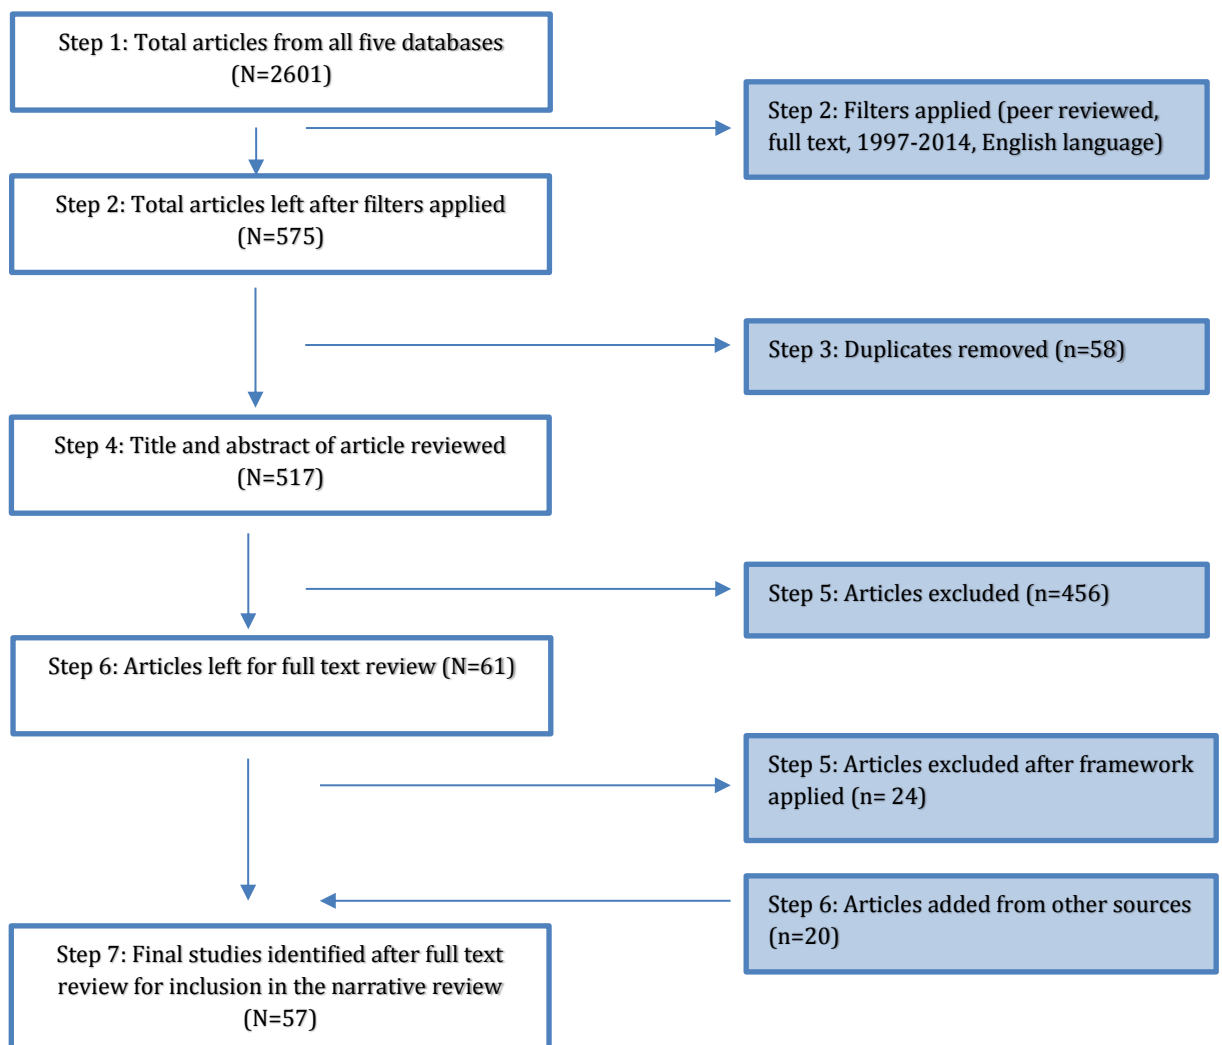 Step 1: Total articles from all five databases
(N=2601)
Step 2: Filters applied (peer reviewed,
full text, 1997-2014, English language)
Step 2: Total articles left after filters applied
(N=575)
Step 3: Duplicates removed (n=58)
Step 4: Title and abstract of article reviewed
(N=517)
Step 5: Articles excluded (n=456)
Step 6: Articles left for full text review (N=61)
Step 5: Articles excluded after framework
applied (n= 24)
Step 6: Articles added from other sources
(n=20)
Step 7: Final studies identified after full text
review for inclusion in the narrative review
(N=57)